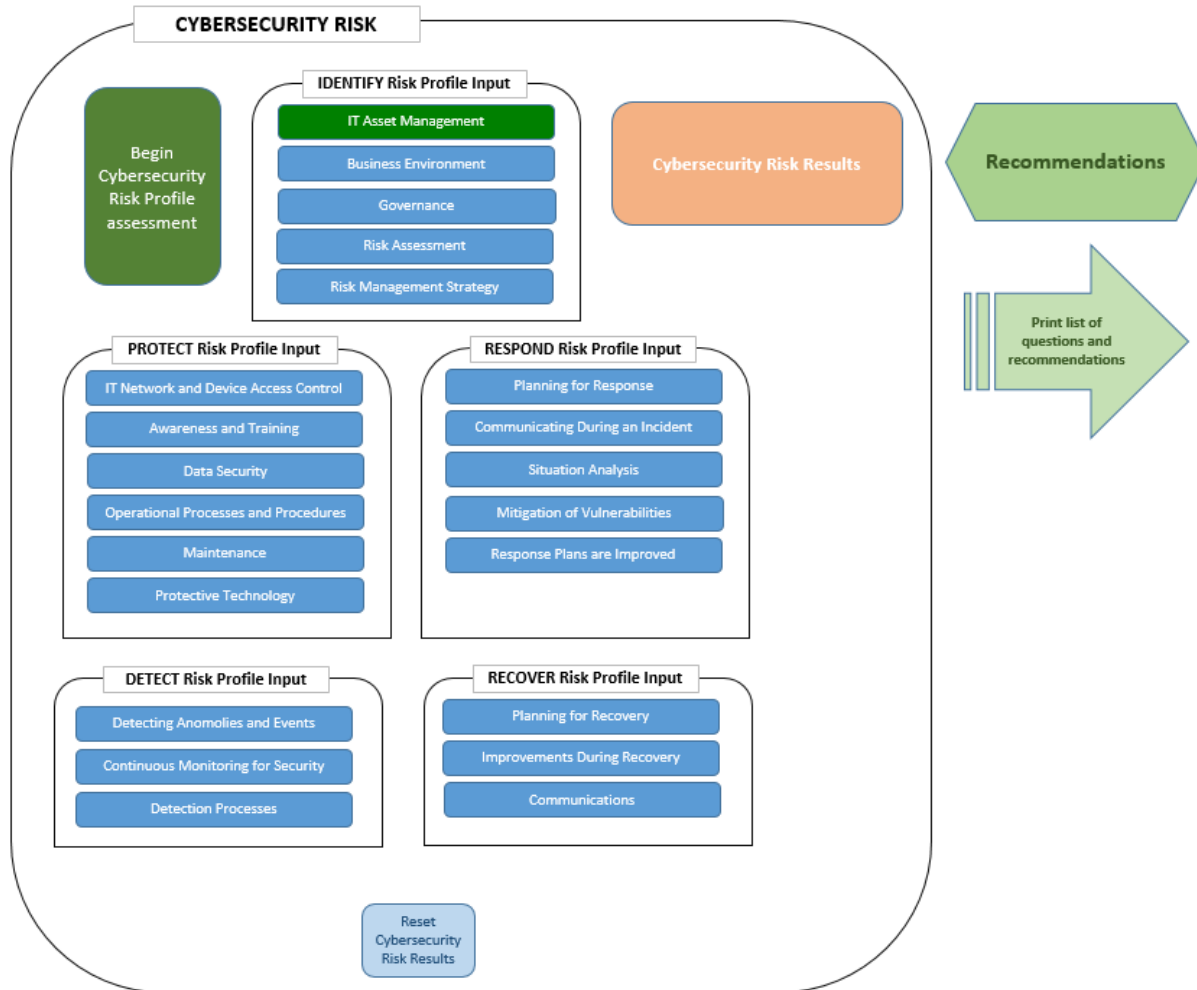 CYBERSECURITY RISK
IDENTIFY Risk Profile Input
IT Asset Management
Business Environment
Governance
Risk Assessment
Risk Management Strategy
Begin
Cybersecurity
Risk Profile
assessment
Cybersecurity Risk Results
Recommendations
Print list of
questions and
recommendations
PROTECT Risk Profile Input
IT Network and Device Access Control
Awareness and Training
Data Security
Operational Processes and Procedures
Maintenance
Protective Technology
RESPOND Risk Profile Input
Planning for Response
Communicating During an Incident
Situation Analysis
Mitigation of Vulnerabilities
Response Plans are Improved
DETECT Risk Profile Input
Detecting Anomolies and Events
Continuous Monitoring for Security
Detection Processes
RECOVER Risk Profile Input
Planning for Recovery
Improvements During Recovery
Communications
Reset
Cybersecurity
Risk Results